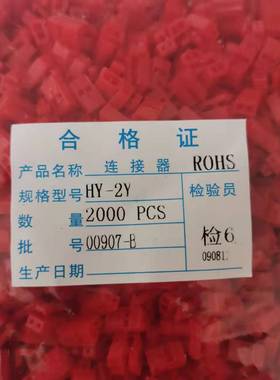 合格证
产品名称 连接器 ROHS
规格型号 HY-2Y 检验员
数量 2000 PCS
批号 00907-B 检6
生产日期